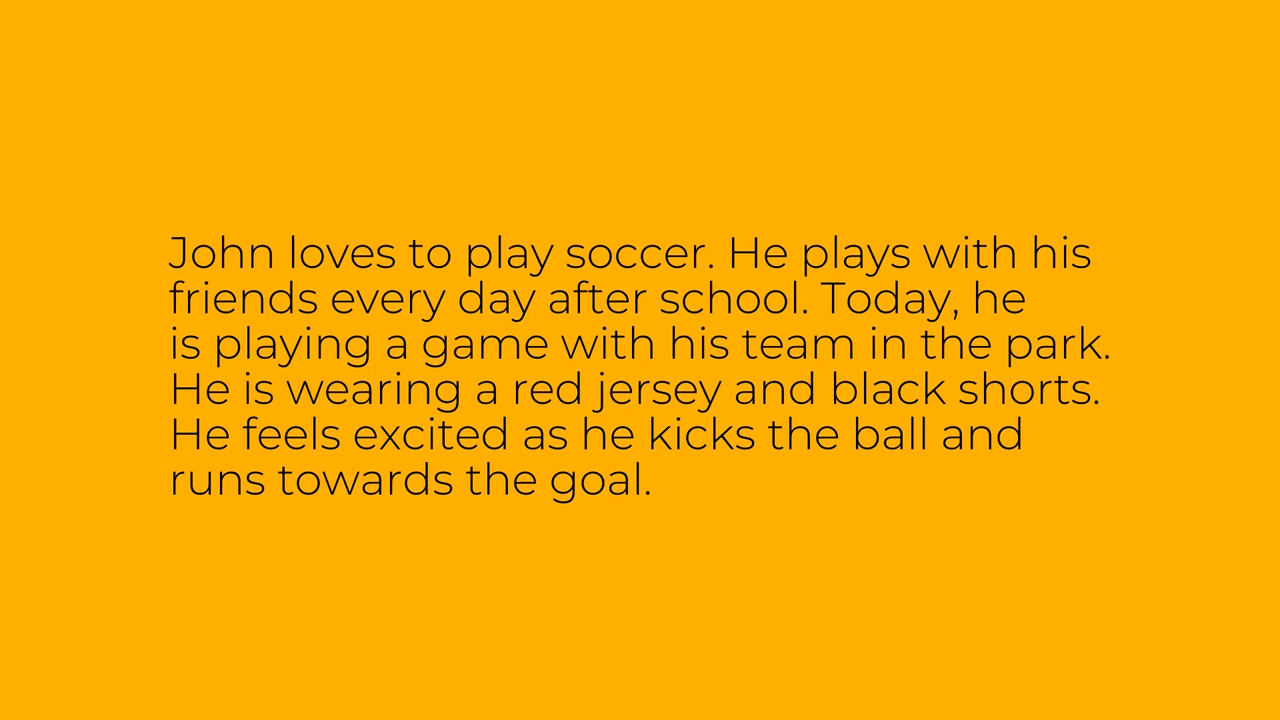 John loves to play soccer. He plays with his
friends every day after school. Today, he
is playing a game with his team in the park.
He is wearing a red jersey and black shorts.
He feels excited as he kicks the ball and
runs towards the goal.